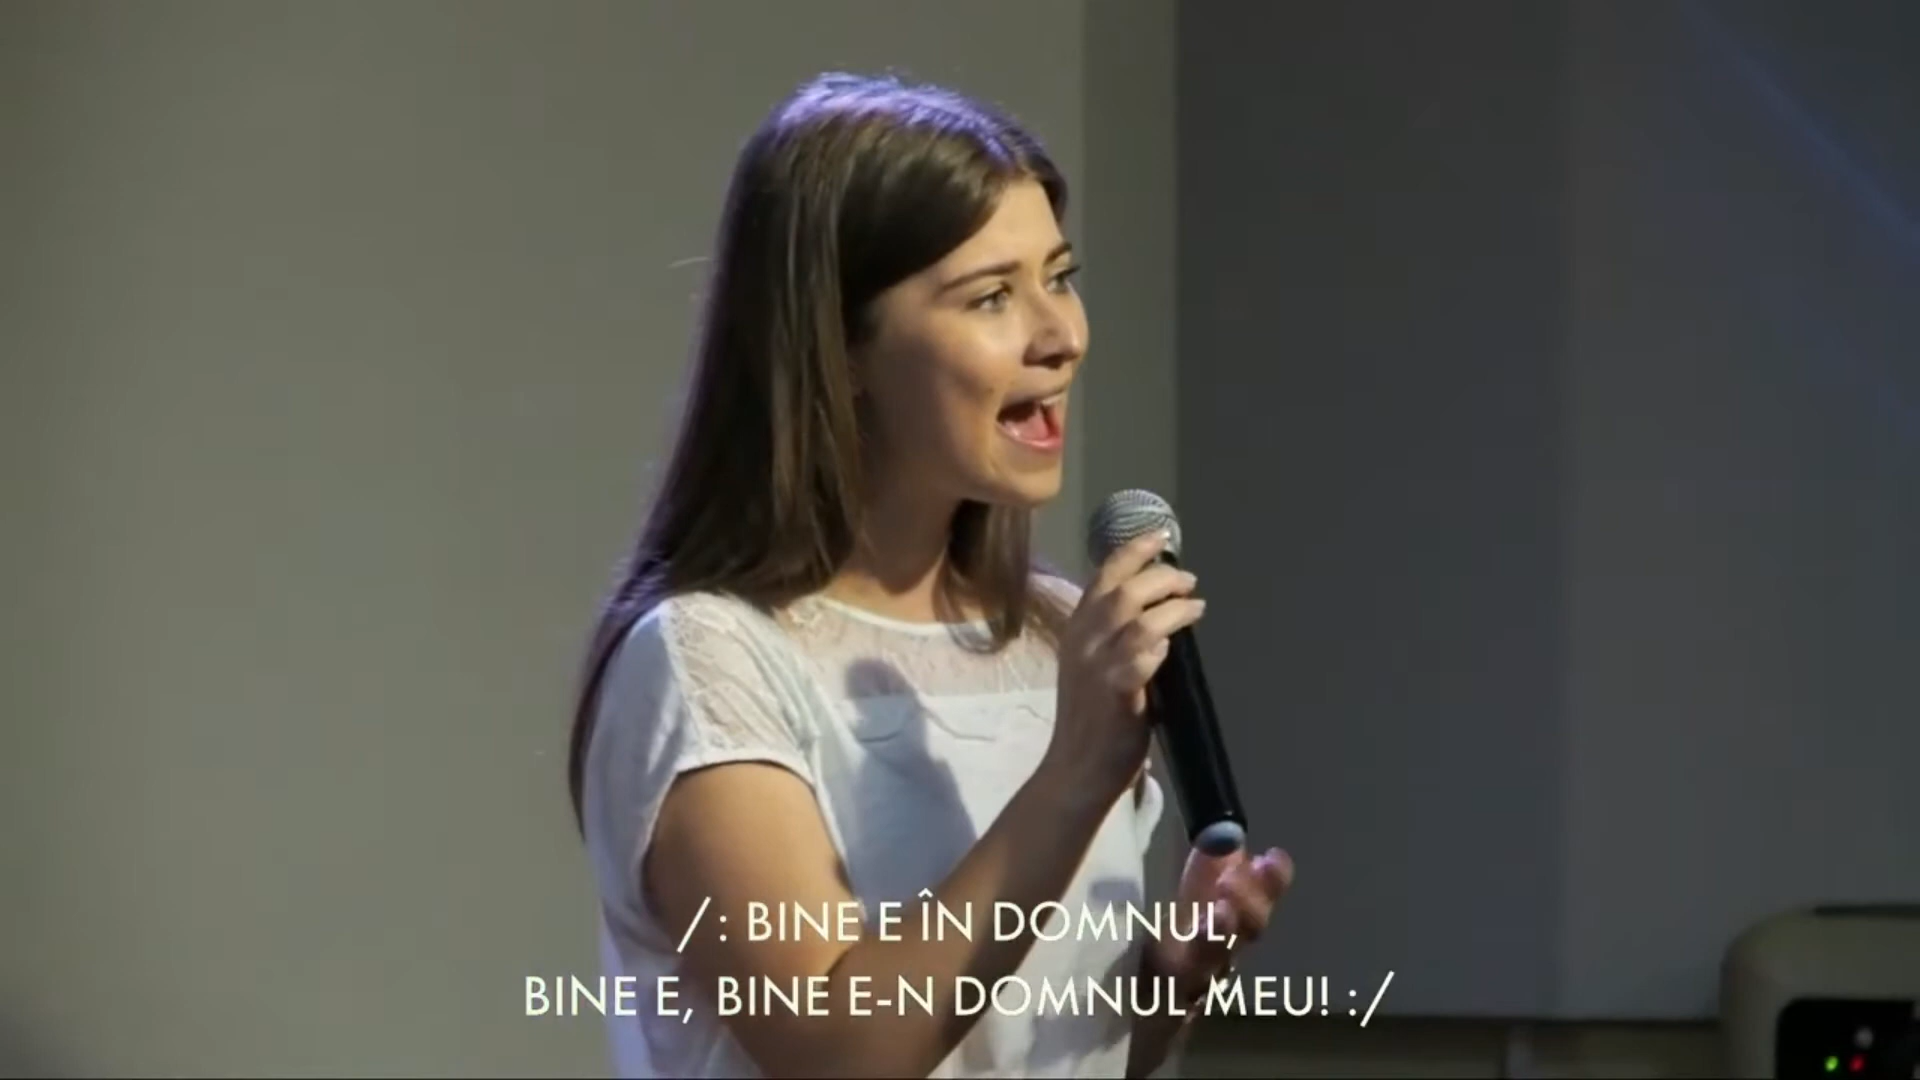 /: BINE E ÎN DOMNUL,
BINE E, BINE E-N DOMNUL MEU! :/